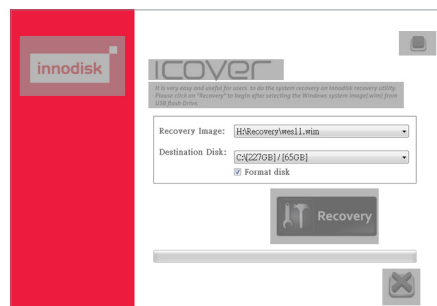 innodisk
iCover
It is very easy and useful for users to do the system recovery on Innodisk recovery utility.
Please click on "Recovery" to begin after selecting the Windows system image(.wim) from
USB flash Drive.
Recovery Image: H:\Recovery\wes11.wim
Destination Disk: C:\[227GB] / [65GB]
Format disk
Recovery